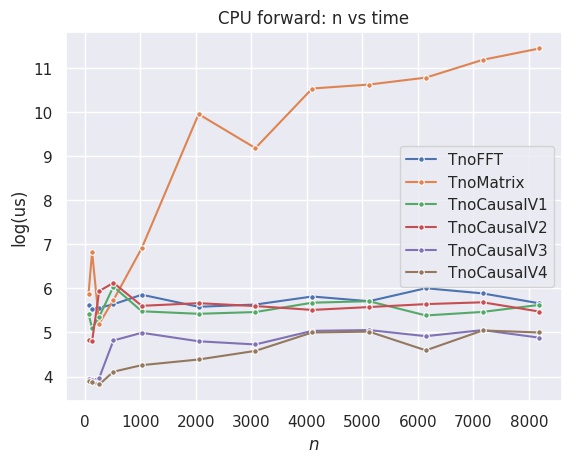 CPU forward: n vs time
log(us)
11
10
9
8
7
6
5
4
TnoFFT
TnoMatrix
TnoCausalV1
TnoCausalV2
TnoCausalV3
TnoCausalV4
0 1000 2000 3000 4000 5000 6000 7000 8000
n